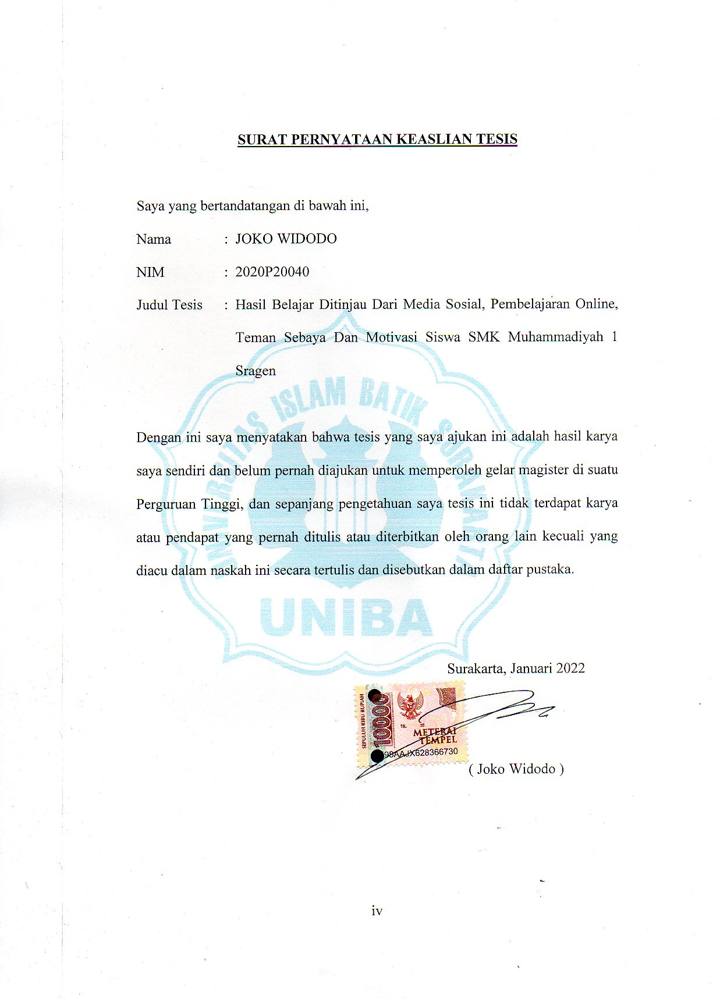 SURAT PERNYATAAN KEASLIAN TESIS
Saya yang bertandatangan di bawah ini,
Nama : JOKO WIDODO
NIM : 2020P20040
Judul Tesis : Hasil Belajar Ditinjau Dari Media Sosial, Pembelajaran Online,
Teman Sebaya Dan Motivasi Siswa SMK Muhammadiyah 1
Sragen
UNIVERSITAS ISLAM BATIK SURAKARTA
Dengan ini saya menyatakan bahwa tesis yang saya ajukan ini adalah hasil karya
saya sendiri dan belum pernah diajukan untuk memperoleh gelar magister di suatu
Perguruan Tinggi, dan sepanjang pengetahuan saya tesis ini tidak terdapat karya
atau pendapat yang pernah ditulis atau diterbitkan oleh orang lain kecuali yang
diacu dalam naskah ini secara tertulis dan disebutkan dalam daftar pustaka.
UNIBA
Surakarta, Januari 2022
SEPULUH RIBU RUPIAH
10000
TGL. 20
METERAI
TEMPEL
98AAJX628366730
( Joko Widodo )
iv